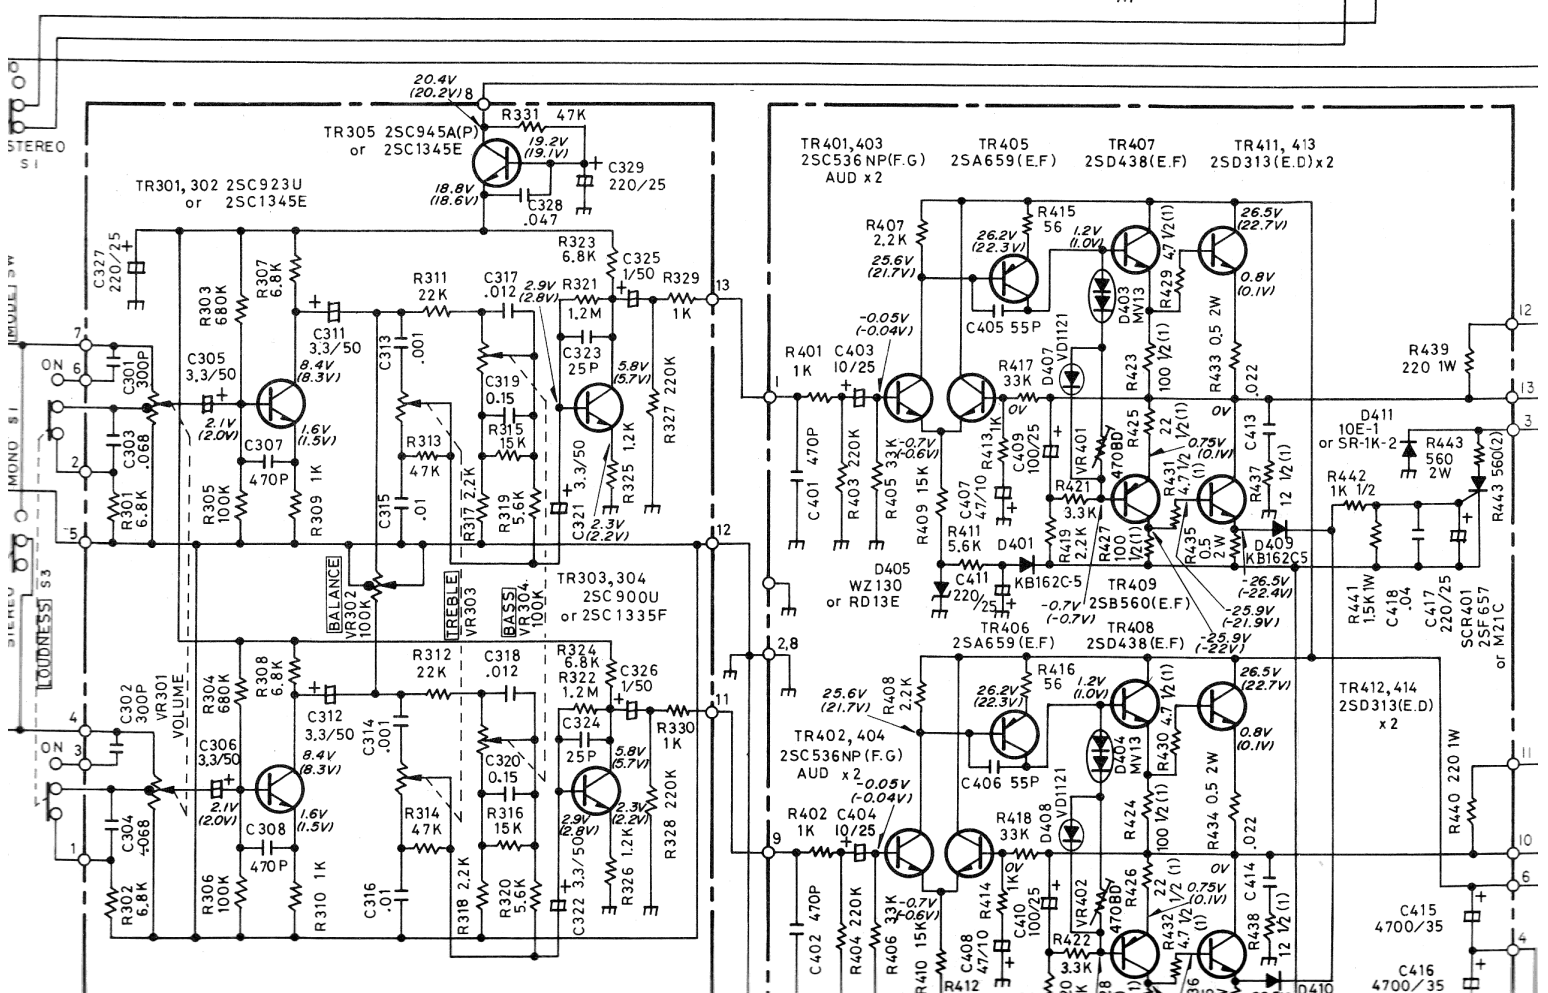 STEREO
S1
MODE SW
MONO S1
STEREO
LOUDNESS S3
20.4V
(20.2V) 8
R331 47K
TR305 2SC945A(P)
or 2SC1345E
19.2V
(19.1V)
C329
220/25
18.8V
(18.6V)
C328
.047
TR301,302 2SC923U
or 2SC1345E
C327
220/25
R303
680K
R307
6.8K
R323
6.8K
C325
1/50
R329
1K
R311
22K
C317
.012
2.9V
(2.8V)
R321
1.2M
13
C311
3.3/50
C313
.001
C323
25P
7
ON
6
C301
300P
C305
3,3/50
8.4V
(8.3V)
5.8V
(5.7V)
C319
0.15
2.1V
(2.0V)
1.6V
(1.5V)
C303
.068
C307
470P
R313
47K
R315
15K
R327 220K
2
R301
6.8K
R305
100K
R309 1K
C315
.01
R317 2,2K
R319
5.6K
C321 3.3/50
R325 1.2K
2.3V
(2.2V)
5
12
BALANCE
VR302
100K
TREBLE
VR303
BASS
VR304
100K
TR303,304
2SC900U
or 2SC1335F
C302
300P
VR301
VOLUME
R304
680K
R308
6.8K
R312
22K
C318
.012
R324
6.8K
R322
1.2M
C326
1/50
11
R330
1K
C312
3.3/50
C314
.001
C324
25P
4
ON
3
C306
3,3/50
8.4V
(8.3V)
5.8V
(5.7V)
C320
0.15
2.1V
(2.0V)
1.6V
(1.5V)
2.9V
(2.8V)
2.3V
(2.2V)
C304
.068
C308
470P
R314
47K
R316
15K
R328 220K
1
R302
6.8K
R306
100K
R310 1K
C316
.01
R318 2,2K
R320
5.6K
C322 3,3/50
R326 1.2K
TR401,403
2SC536NP(F.G)
AUD x2
TR405
2SA659(E,F)
TR407
2SD438(E.F)
TR411, 413
2SD313(E.D)x2
R407
2.2K
R415
56
26.2V
(22.3V)
1.2V
(1.0V)
4.7 1/2(1)
26.5V
(22.7V)
25.6V
(21.7V)
R429
0.8V
(0.1V)
C405 55P
D403
MV13
-0.05V
(-0.04V)
VD1121
D407
R423
100 1/2(1)
R433 0,5 2W
.022
12
R439
220 1W
R401
1K
C403
10/25
R417
33K
1
13
0V
0V
-0.7V
(-0.6V)
R413
1K
C409
100/25
VR401
470BD
R425
22
1/2(1)
0.75V
(0.1V)
C413
D411
10E-1
or SR-1K-2
R443
560
2W
3
C401 470P
R403 220K
R405 33K
R409 15K
C407
47/10
R421
3.3K
R431
4.7 1/2
(1)
R437
12 1/2(1)
R442
1K 1/2
R443 560(2)
R411
5.6K
D401
KB162C-5
R419
2.2K
R427
100
1/2(1)
R435
0.5
2W
D409
KB162C5
D405
WZ130
or RD13E
C411
220
/25
-0.7V
(-0.7V)
TR409
2SB560(E,F)
-26.5V
(-22.4V)
-25.9V
(-21.9V)
-25.9V
(-22V)
R441
1.5K1W
C418
.04
C417
220/25
SCR401
2SF657
or M21C
TR406
2SA659(E.F)
TR408
2SD438(E.F)
2,8
R408
2.2K
R416
56
26.2V
(22.3V)
1.2V
(1.0V)
4.7 1/2(1)
26.5V
(22.7V)
25.6V
(21.7V)
TR412,414
2SD313(E.D)
x2
TR402, 404
2SC536NP(F.G)
AUD x2
R430
0.8V
(0.1V)
D404
MV13
C406 55P
-0.05V
(-0.04V)
VD1121
D408
R424
100 1/2(1)
R434 0,5 2W
.022
R440 220 1W
11
R402
1K
C404
10/25
R418
33K
9
10
0V
0V
-0.7V
(-0.6V)
R414
1K
C410
100/25
VR402
470BD
R426
22
1/2(1)
0.75V
(0.1V)
C414
6
C402 470P
R404 220K
R406 33K
R410 15K
C408
47/10
R422
3.3K
R432
4.7 1/2
(1)
R438
12 1/2(1)
C415
4700/35
4
C416
4700/35
R412
D410